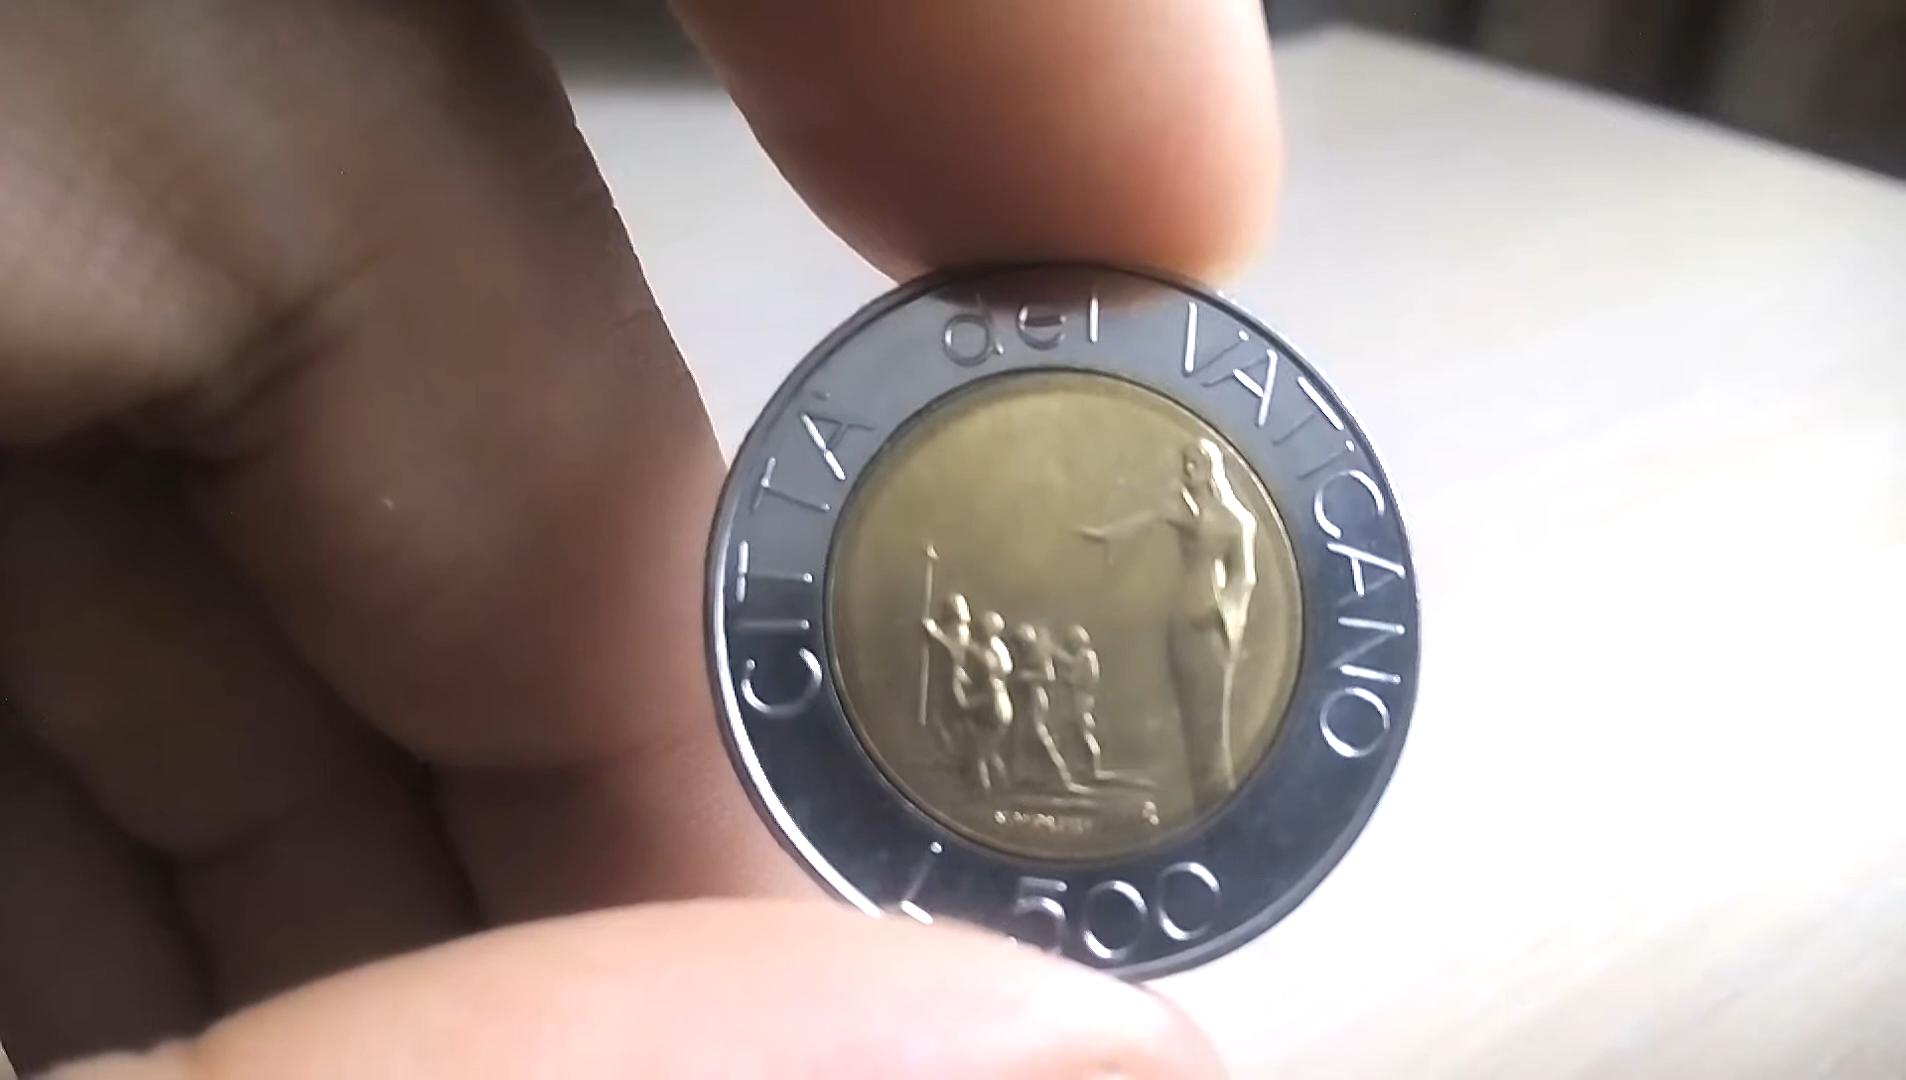 CITTA' del VATICANO
L. 500
R